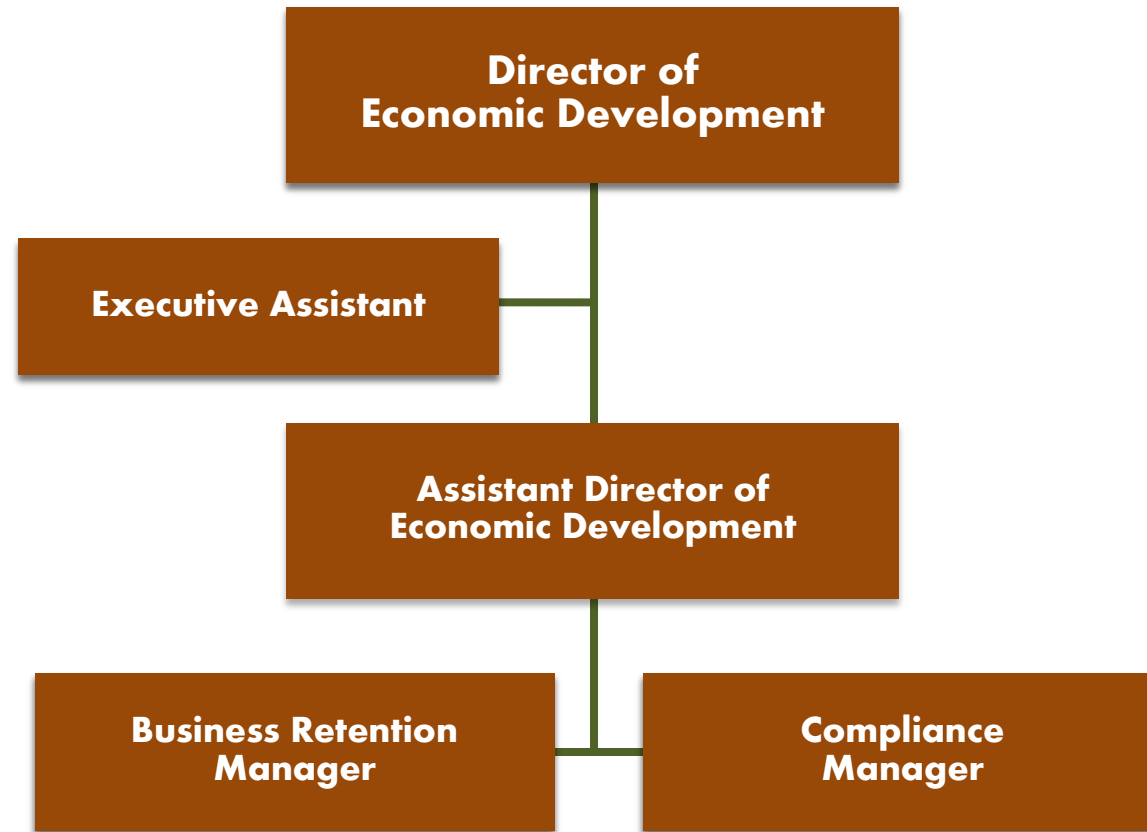 Director of
Economic Development
Executive Assistant
Assistant Director of
Economic Development
Business Retention
Manager
Compliance
Manager